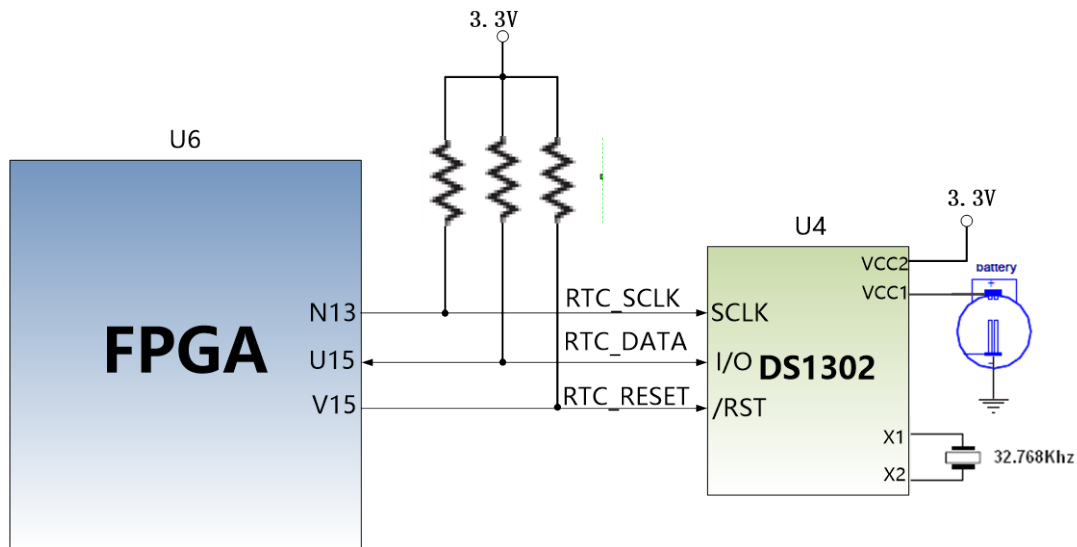 3.3V
U6
FPGA
N13
U15
V15
RTC_SCLK
RTC_DATA
RTC_RESET
U4
SCLK
I/O
/RST
DS1302
VCC2
VCC1
X1
X2
3.3V
battery
+
-
32.768Khz